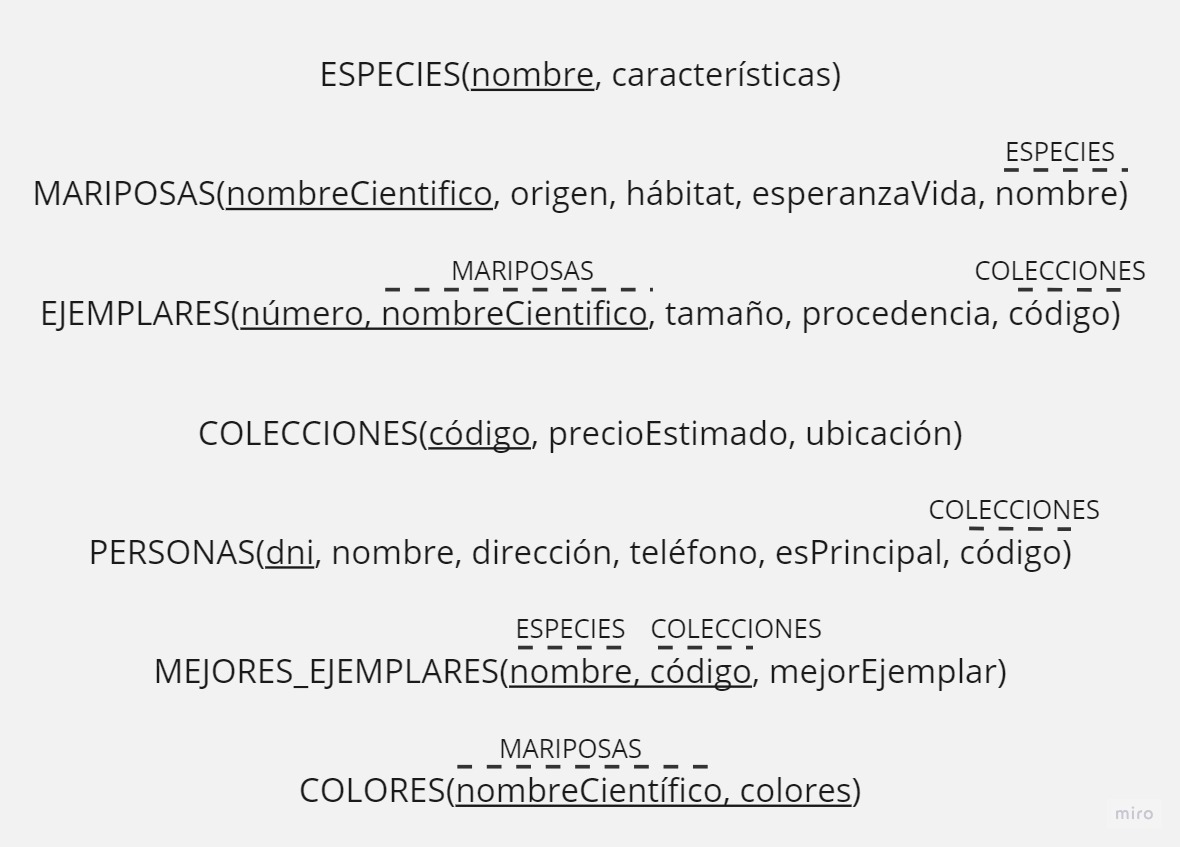 ESPECIES(nombre, características)
ESPECIES
MARIPOSAS(nombreCientifico, origen, hábitat, esperanzaVida, nombre)
MARIPOSAS COLECCIONES
EJEMPLARES(número, nombreCientifico, tamaño, procedencia, código)
COLECCIONES(código, precioEstimado, ubicación)
COLECCIONES
PERSONAS(dni, nombre, dirección, teléfono, esPrincipal, código)
ESPECIES COLECCIONES
MEJORES_EJEMPLARES(nombre, código, mejorEjemplar)
MARIPOSAS
COLORES(nombreCientífico, colores)
miro